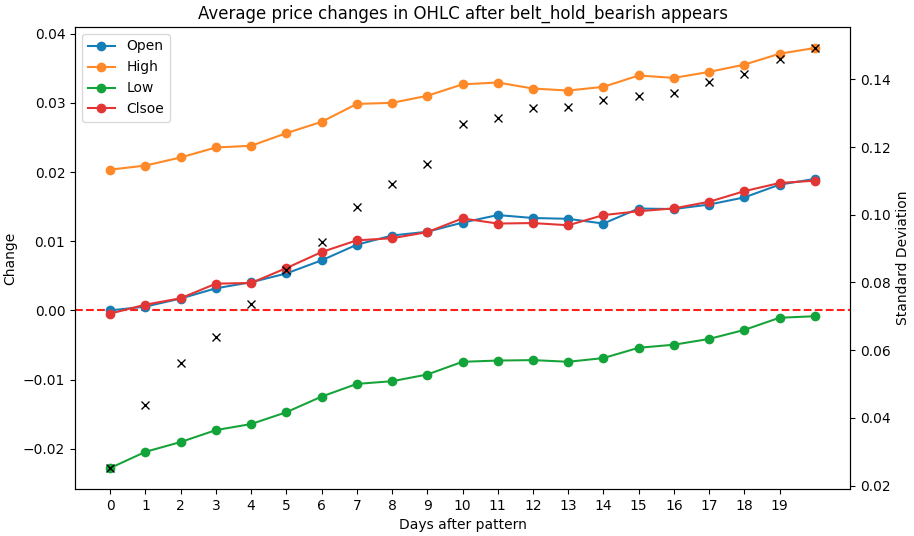 Average price changes in OHLC after belt_hold_bearish appears
Open
High
Low
Clsoe
0.04
0.03
0.02
0.01
0.00
−0.01
−0.02
Change
0.14
0.12
0.10
0.08
0.06
0.04
0.02
Standard Deviation
0 1 2 3 4 5 6 7 8 9 10 11 12 13 14 15 16 17 18 19
Days after pattern